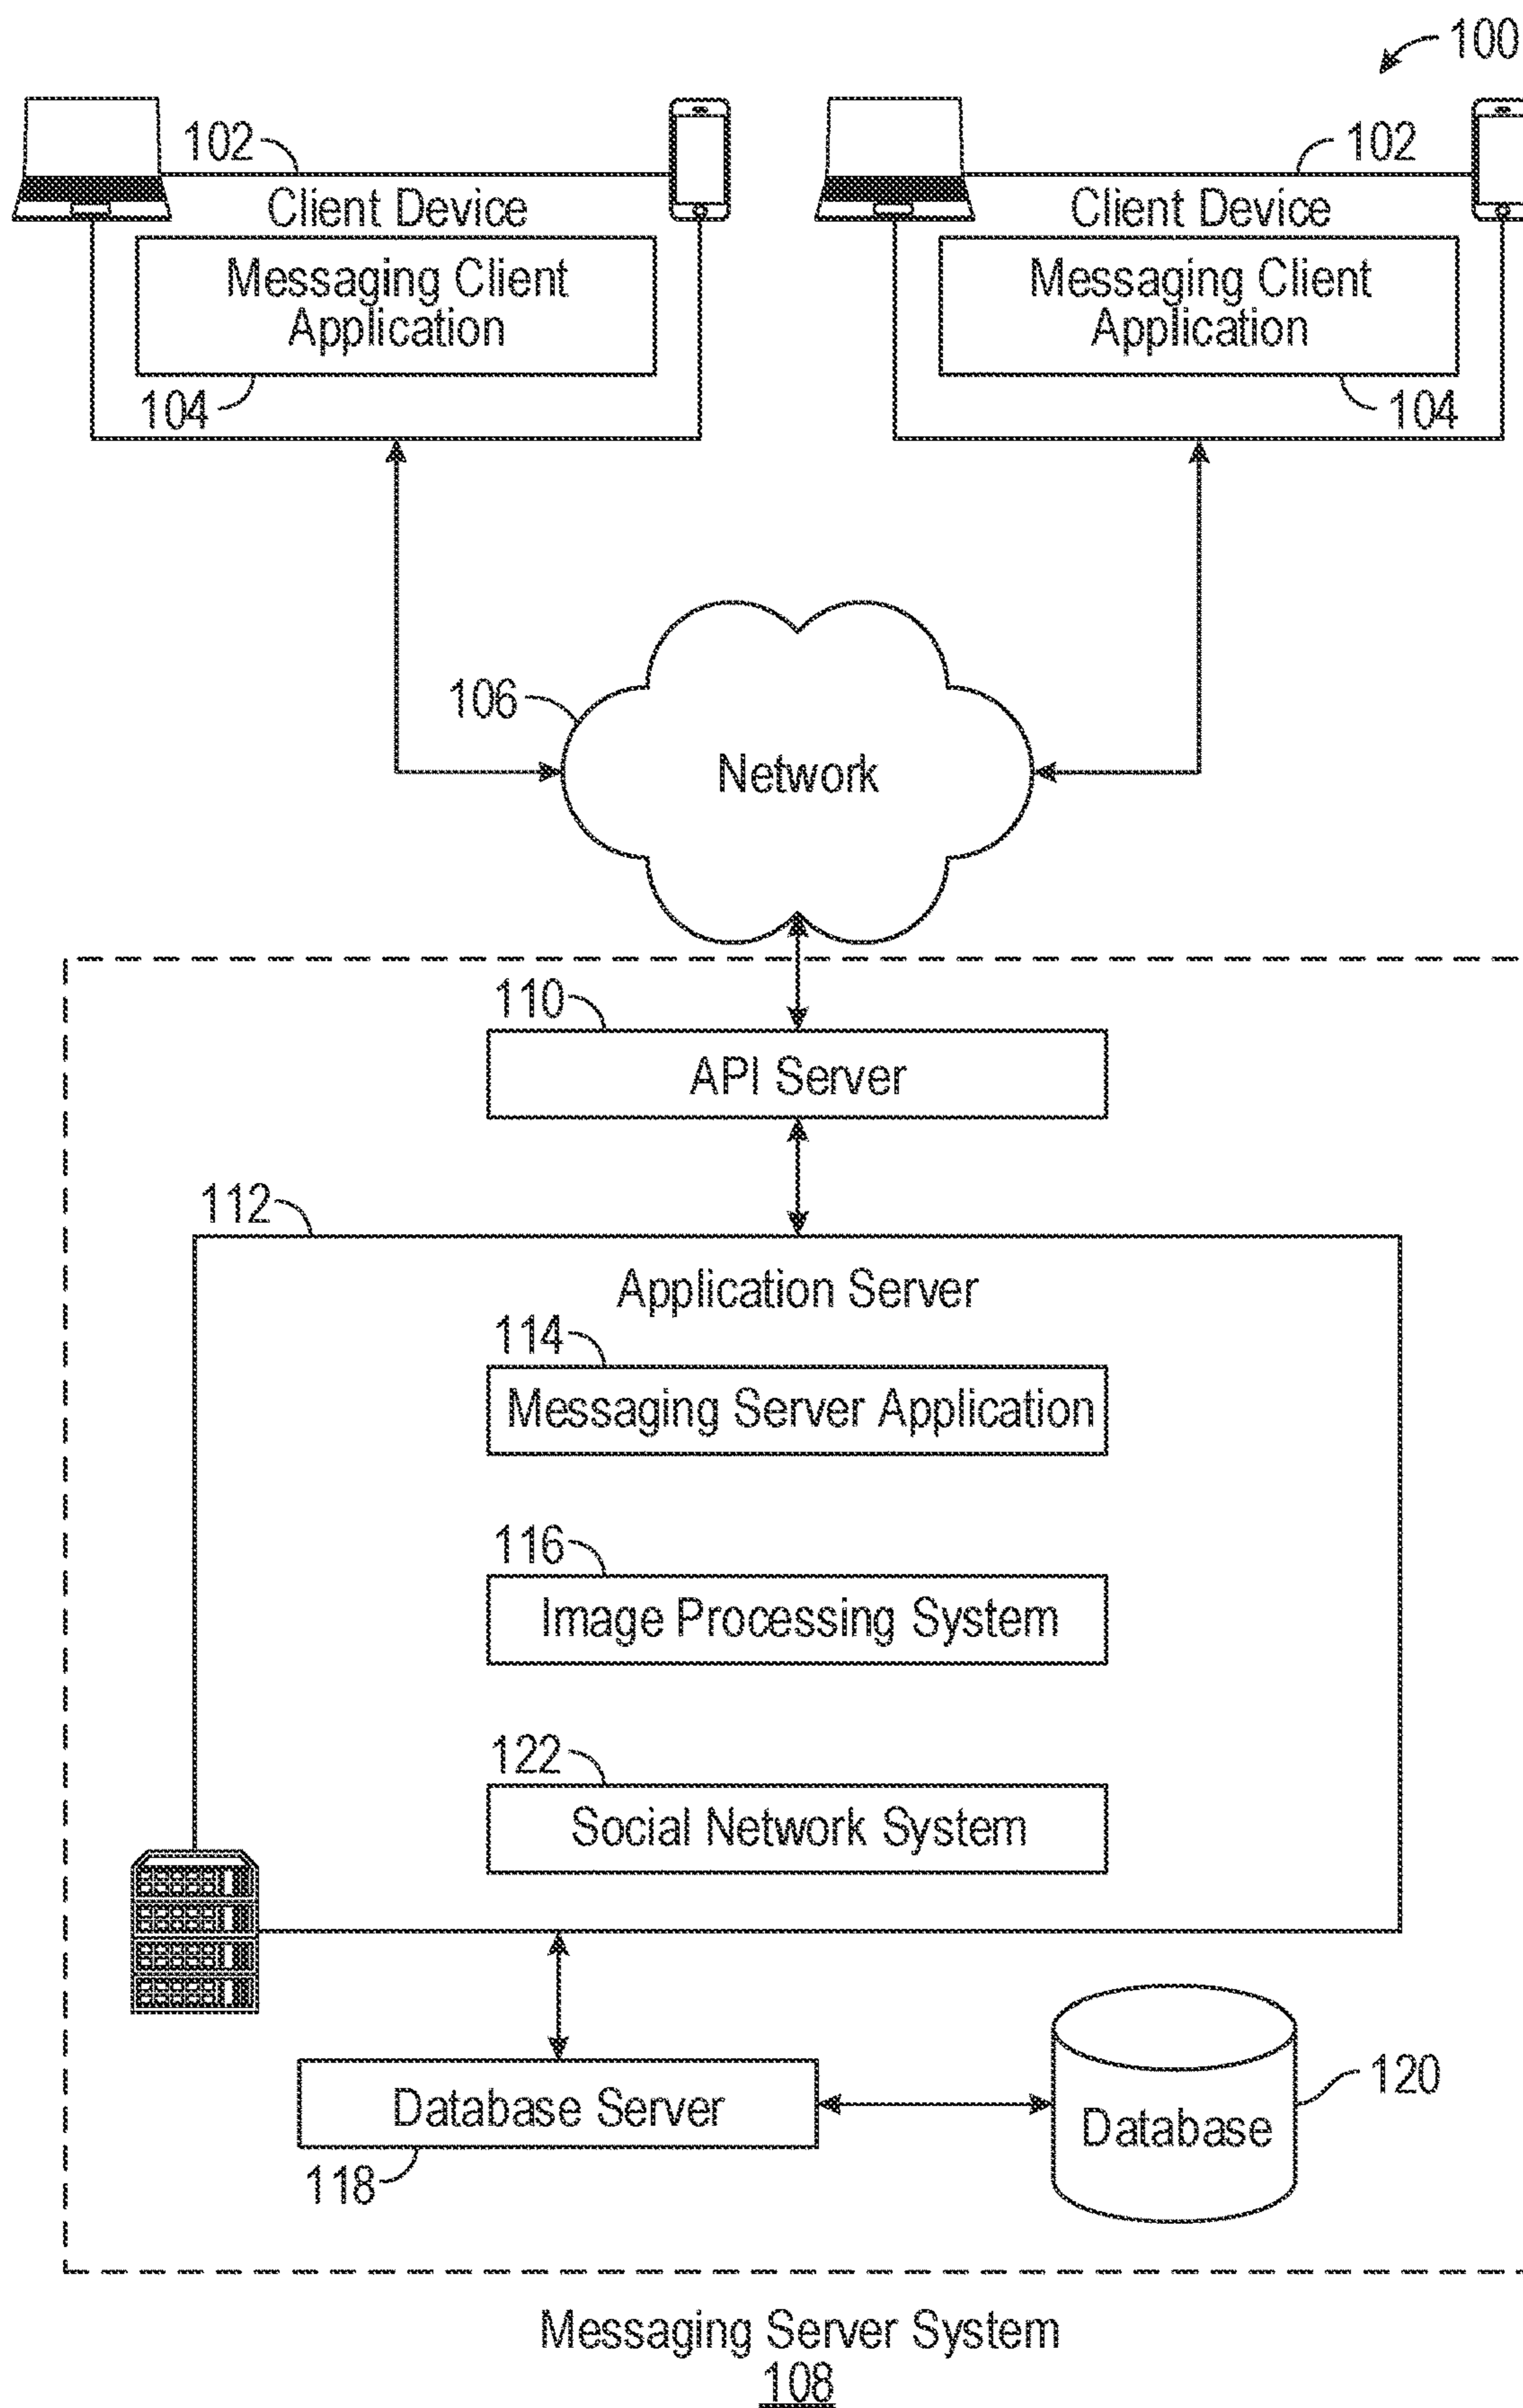 100
102
102
Client Device
Client Device
Messaging Client
Application
Messaging Client
Application
104
104
106
Network
110
API Server
112
Application Server
114
Messaging Server Application
116
Image Processing System
122
Social Network System
Database Server
118
Database
120
Messaging Server System
108